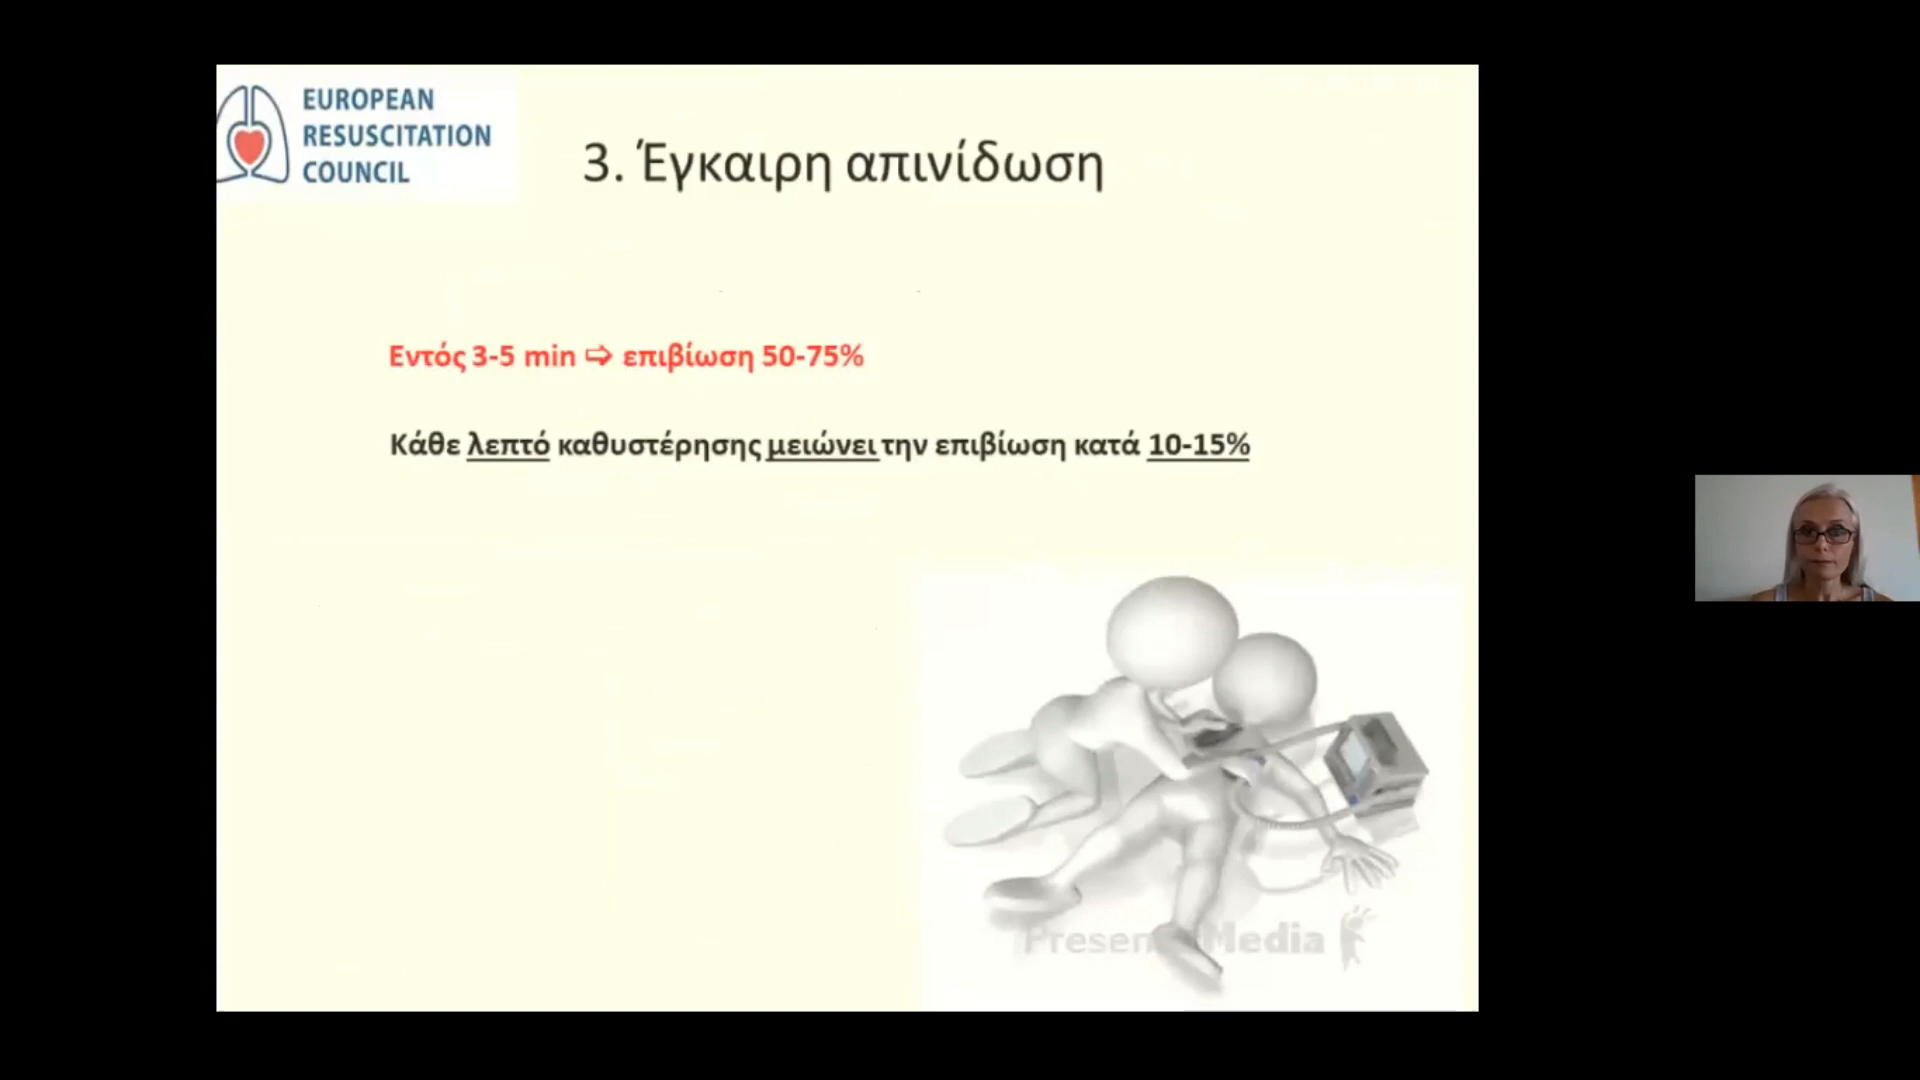 EUROPEAN
RESUSCITATION
COUNCIL
3. Έγκαιρη απινίδωση
Εντός 3-5 min ⇨ επιβίωση 50-75%
Κάθε λεπτό καθυστέρησης μειώνει την επιβίωση κατά 10-15%
Media